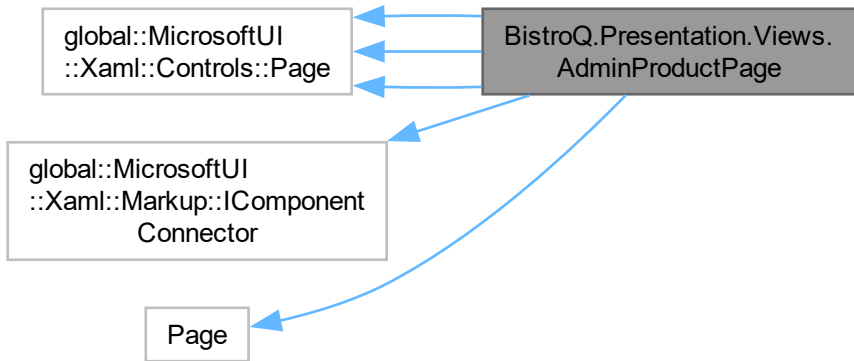 global::MicrosoftUI
::Xaml::Controls::Page
BistroQ.Presentation.Views.
AdminProductPage
global::MicrosoftUI
::Xaml::Markup::IComponent
Connector
Page